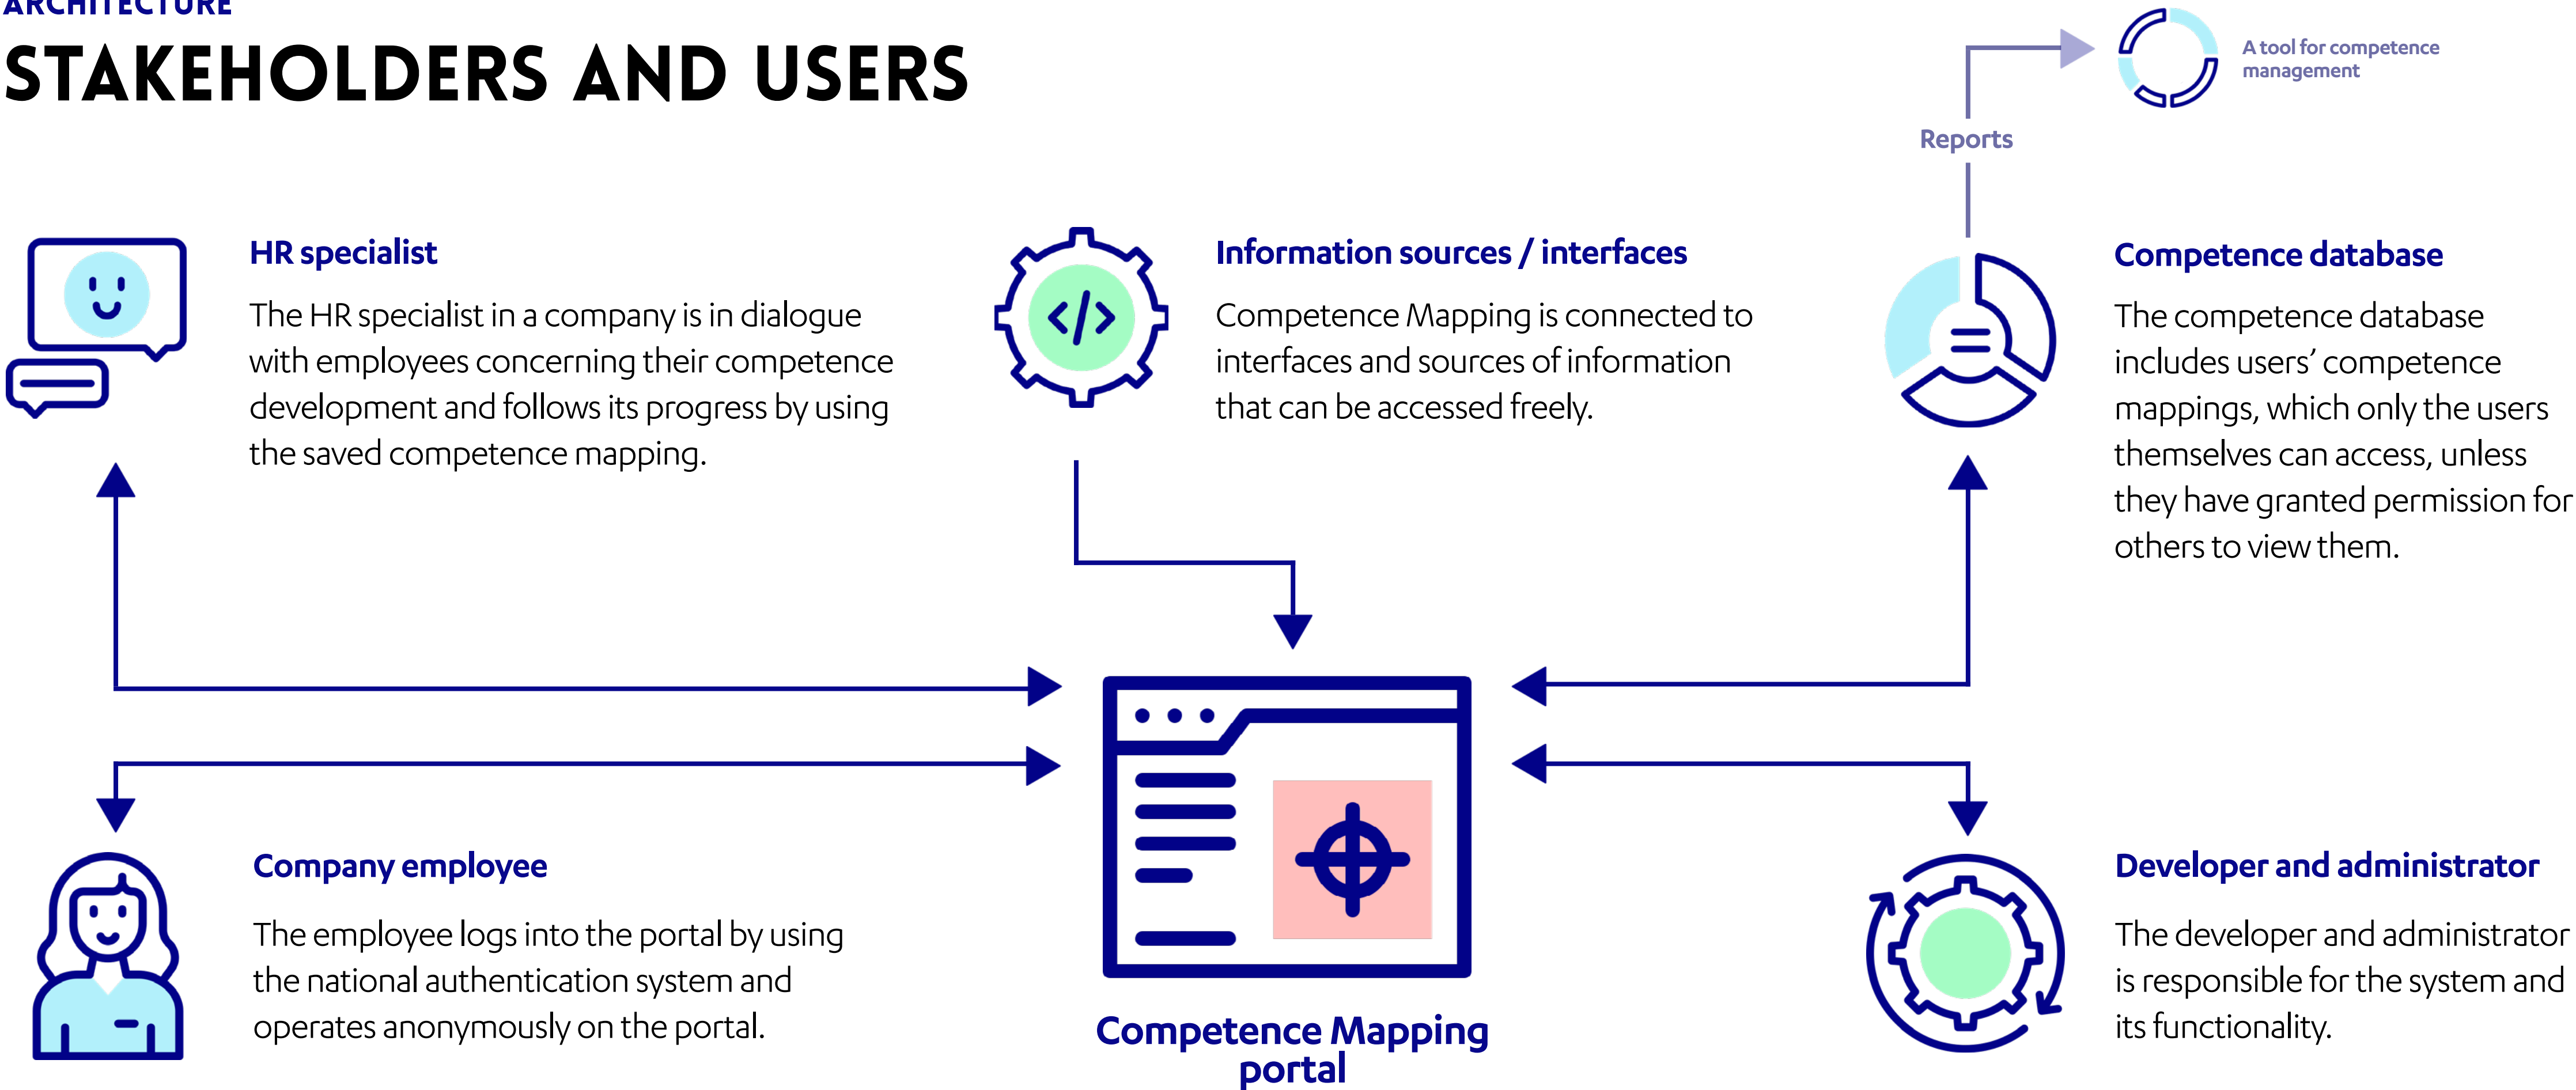 ARCHITECTURE
STAKEHOLDERS AND USERS
A tool for competence
management
Reports
HR specialist
The HR specialist in a company is in dialogue
with employees concerning their competence
development and follows its progress by using
the saved competence mapping.
Information sources / interfaces
Competence Mapping is connected to
interfaces and sources of information
that can be accessed freely.
</>
Competence database
The competence database
includes users’ competence
mappings, which only the users
themselves can access, unless
they have granted permission for
others to view them.
Company employee
The employee logs into the portal by using
the national authentication system and
operates anonymously on the portal.
Competence Mapping
portal
Developer and administrator
The developer and administrator
is responsible for the system and
its functionality.